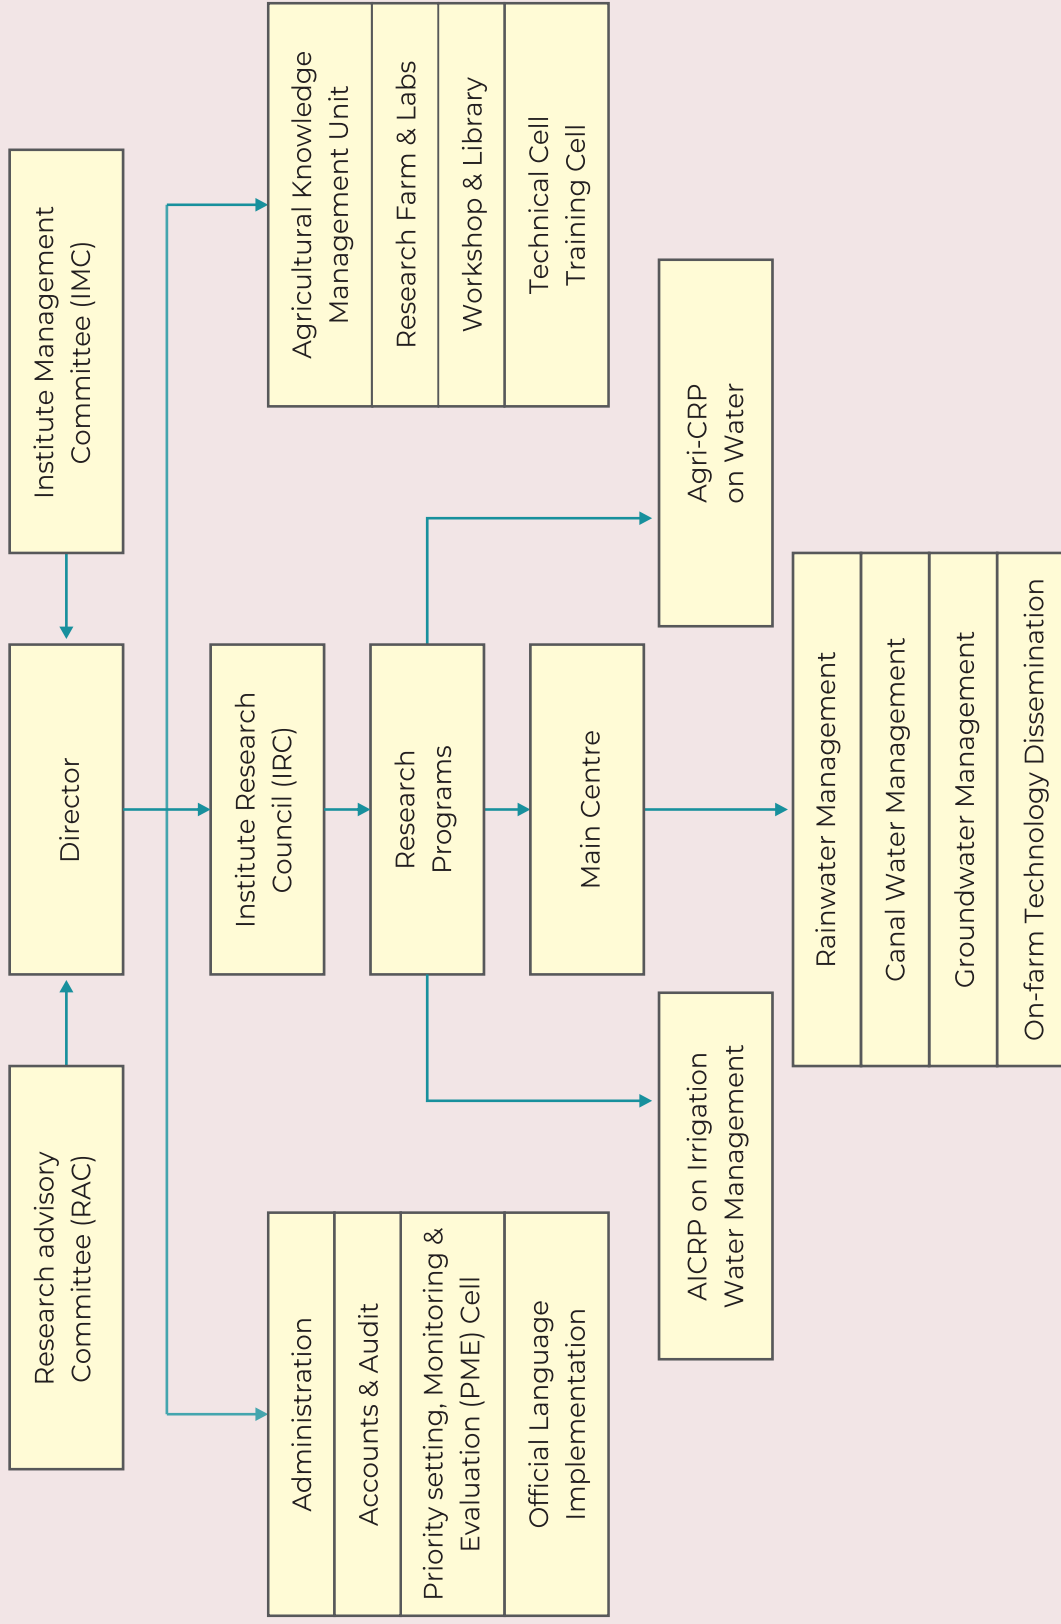 Research advisory
Committee (RAC)
Director
Institute Management
Committee (IMC)
Institute Research
Council (IRC)
Administration
Accounts & Audit
Priority setting, Monitoring &
Evaluation (PME) Cell
Official Language
Implementation
Research
Programs
Agricultural Knowledge
Management Unit
Research Farm & Labs
Workshop & Library
Technical Cell
Training Cell
Main Centre
AICRP on Irrigation
Water Management
Agri-CRP
on Water
Rainwater Management
Canal Water Management
Groundwater Management
On-farm Technology Dissemination